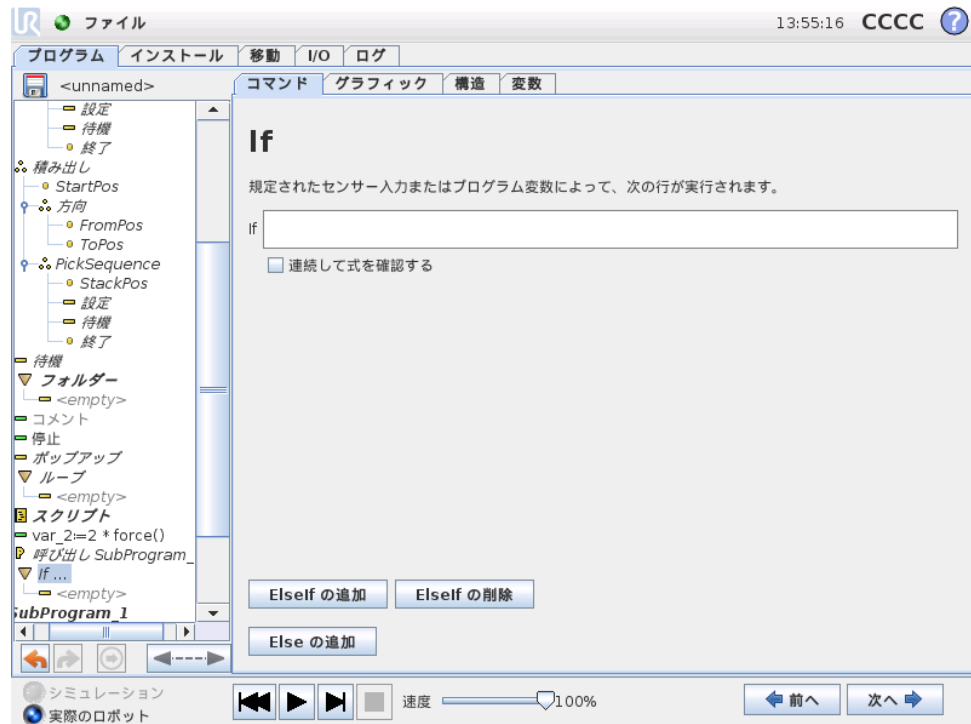 UR ファイル 13:55:16 CCCC ?
プログラム インストール 移動 I/O ログ
<unnamed>
コマンド グラフィック 構造 変数
設定
待機
終了
積み出し
StartPos
方向
FromPos
ToPos
PickSequence
StackPos
設定
待機
終了
待機
フォルダー
<empty>
コメント
停止
ポップアップ
ループ
<empty>
スクリプト
var_2:=2 * force()
呼び出し SubProgram_
If ...
<empty>
SubProgram_1
If
規定されたセンサー入力またはプログラム変数によって、次の行が実行されます。
If
連続して式を確認する
ElseIf の追加 ElseIf の削除
Else の追加
シミュレーション
実際のロボット
速度 100%
前へ 次へ